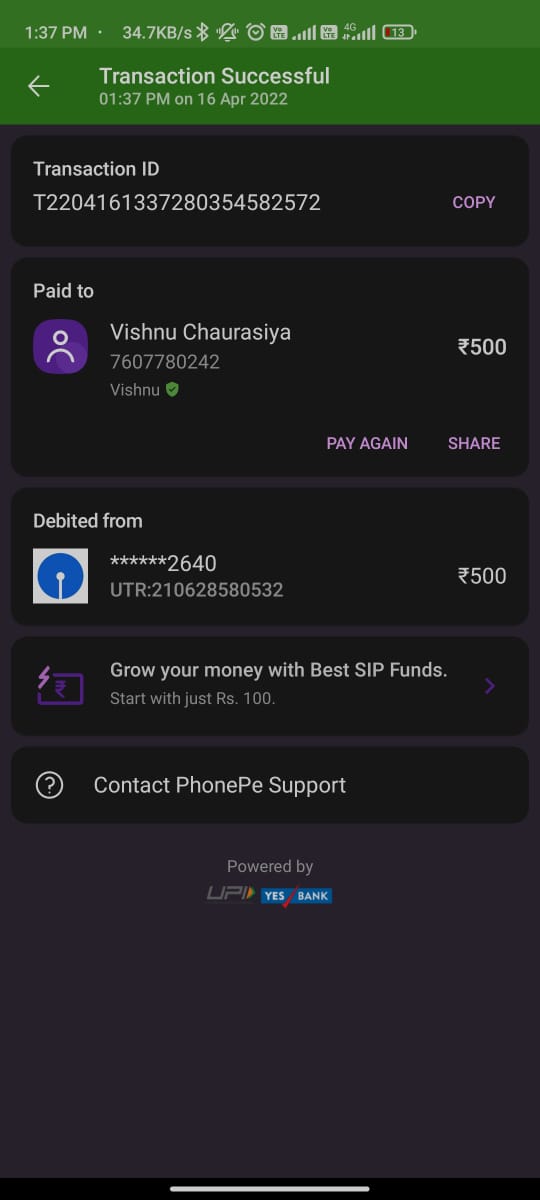 1:37 PM · 34.7KB/s Vo LTE Vo LTE 4G 13
Transaction Successful
01:37 PM on 16 Apr 2022
Transaction ID
T2204161337280354582572 COPY
Paid to
Vishnu Chaurasiya
7607780242
₹500
Vishnu
PAY AGAIN SHARE
Debited from
******2640
UTR:210628580532
₹500
₹
Grow your money with Best SIP Funds.
Start with just Rs. 100.
? Contact PhonePe Support
Powered by
UPI YES BANK